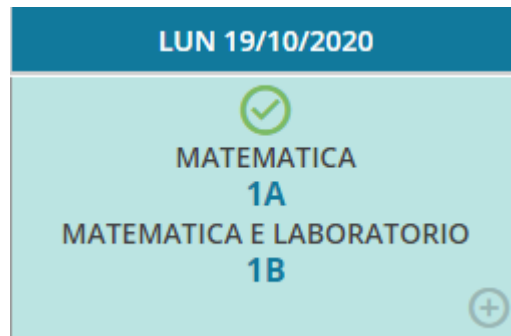 LUN 19/10/2020
MATEMATICA
1A
MATEMATICA E LABORATORIO
1B